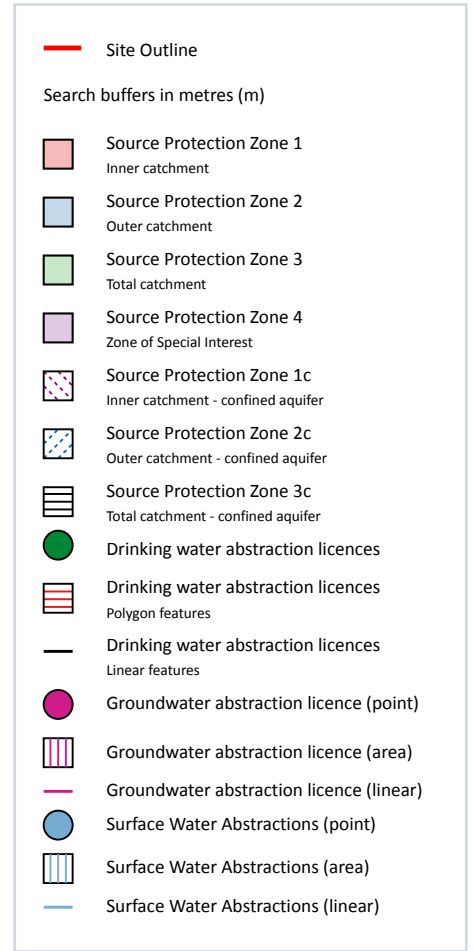 Site Outline
Search buffers in metres (m)
Source Protection Zone 1
Inner catchment
Source Protection Zone 2
Outer catchment
Source Protection Zone 3
Total catchment
Source Protection Zone 4
Zone of Special Interest
Source Protection Zone 1c
Inner catchment - confined aquifer
Source Protection Zone 2c
Outer catchment - confined aquifer
Source Protection Zone 3c
Total catchment - confined aquifer
Drinking water abstraction licences
Drinking water abstraction licences
Polygon features
Drinking water abstraction licences
Linear features
Groundwater abstraction licence (point)
Groundwater abstraction licence (area)
Groundwater abstraction licence (linear)
Surface Water Abstractions (point)
Surface Water Abstractions (area)
Surface Water Abstractions (linear)